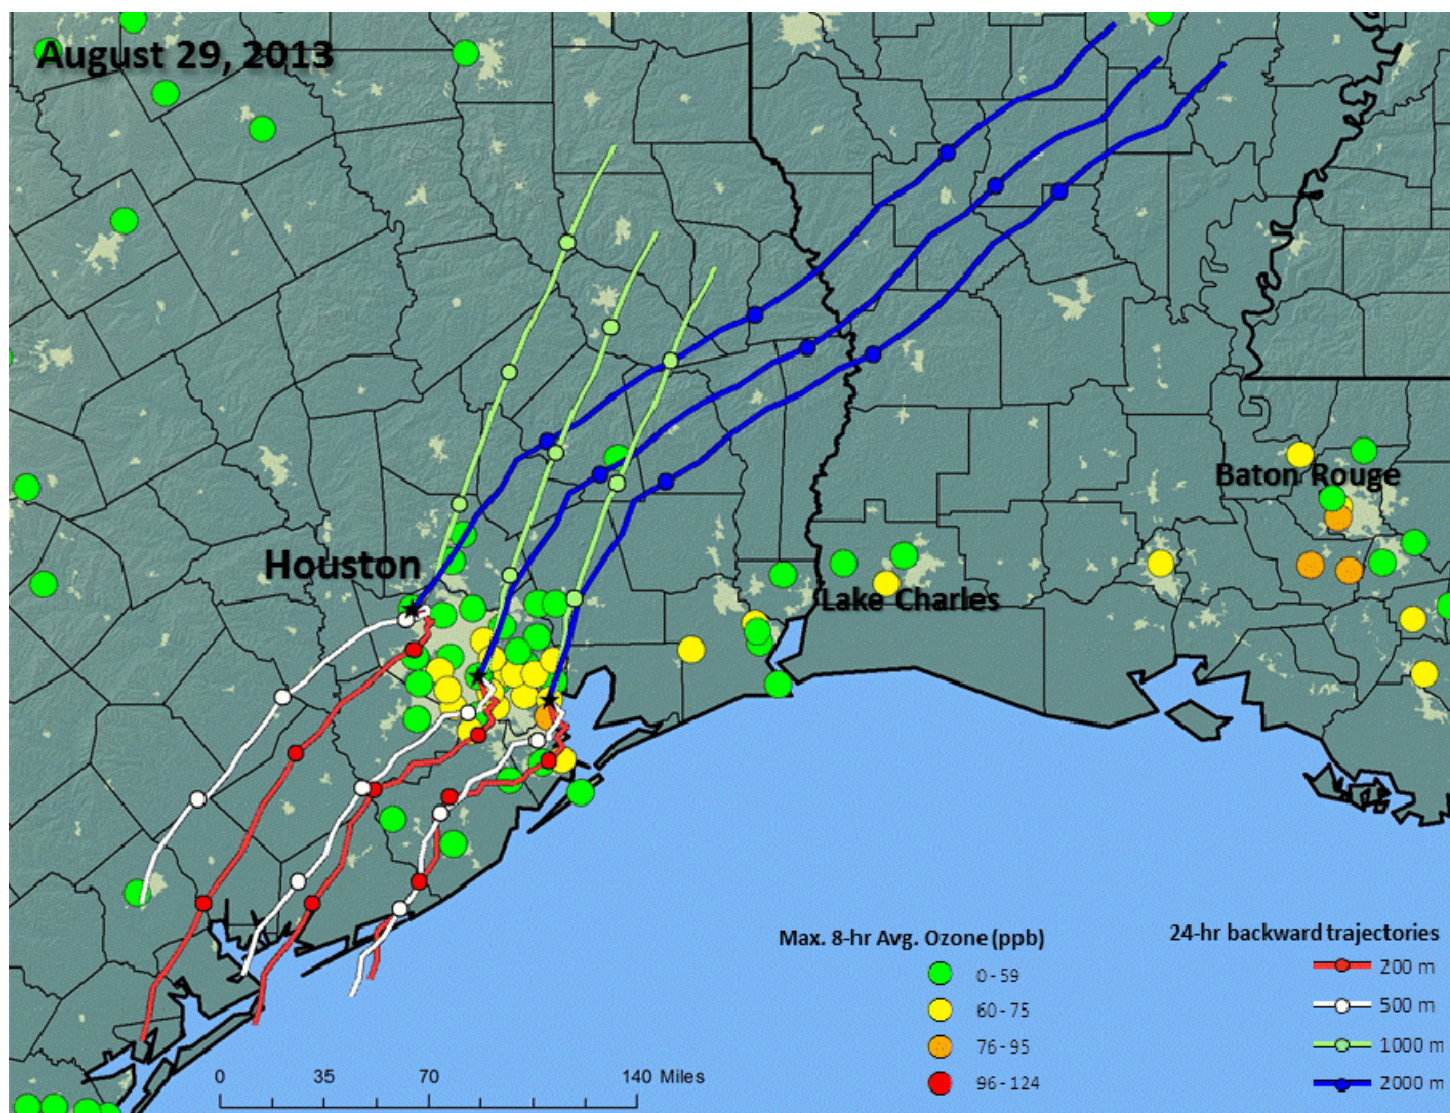 August 29, 2013
Baton Rouge
Houston
Lake Charles
Max. 8-hr Avg. Ozone (ppb)
0 - 59
60 - 75
76 - 95
96 - 124
24-hr backward trajectories
200 m
500 m
1000 m
2000 m
0 35 70 140 Miles